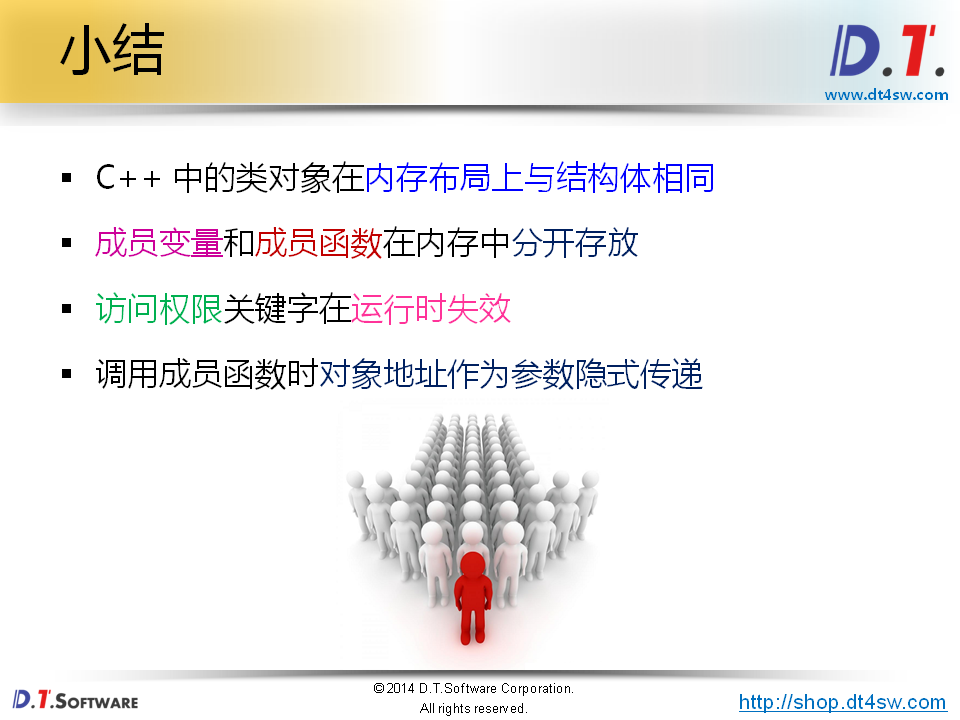 小结
D.T.
www.dt4sw.com
▪ C++ 中的类对象在内存布局上与结构体相同
▪ 成员变量和成员函数在内存中分开存放
▪ 访问权限关键字在运行时失效
▪ 调用成员函数时对象地址作为参数隐式传递
D.T.SOFTWARE
©2014 D.T.Software Corporation.
All rights reserved.
http://shop.dt4sw.com